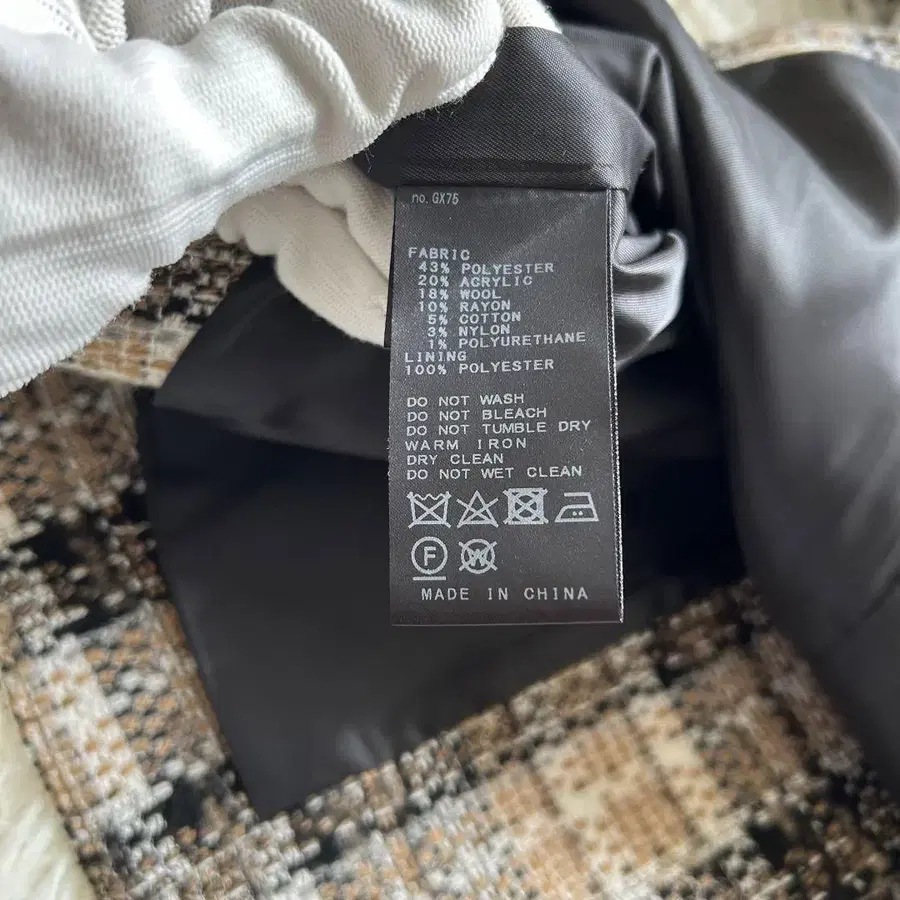 no. GX75
FABRIC
43% POLYESTER
20% ACRYLIC
18% WOOL
10% RAYON
5% COTTON
3% NYLON
1% POLYURETHANE
LINING
100% POLYESTER
DO NOT WASH
DO NOT BLEACH
DO NOT TUMBLE DRY
WARM IRON
DRY CLEAN
DO NOT WET CLEAN
F W
MADE IN CHINA